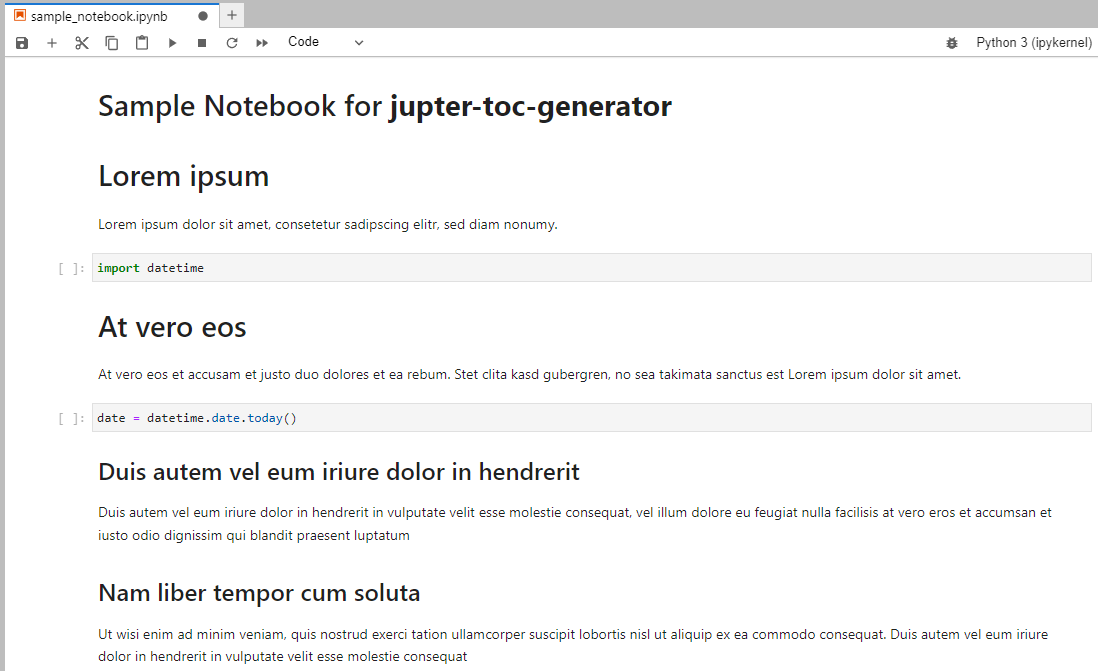 sample_notebook.ipynb
Code
Python 3 (ipykernel)
Sample Notebook for jupter-toc-generator
Lorem ipsum
Lorem ipsum dolor sit amet, consetetur sadipscing elitr, sed diam nonumy.
[ ]: import datetime
At vero eos
At vero eos et accusam et justo duo dolores et ea rebum. Stet clita kasd gubergren, no sea takimata sanctus est Lorem ipsum dolor sit amet.
[ ]: date = datetime.date.today()
Duis autem vel eum iriure dolor in hendrerit
Duis autem vel eum iriure dolor in hendrerit in vulputate velit esse molestie consequat, vel illum dolore eu feugiat nulla facilisis at vero eros et accumsan et
iusto odio dignissim qui blandit praesent luptatum
Nam liber tempor cum soluta
Ut wisi enim ad minim veniam, quis nostrud exerci tation ullamcorper suscipit lobortis nisl ut aliquip ex ea commodo consequat. Duis autem vel eum iriure
dolor in hendrerit in vulputate velit esse molestie consequat